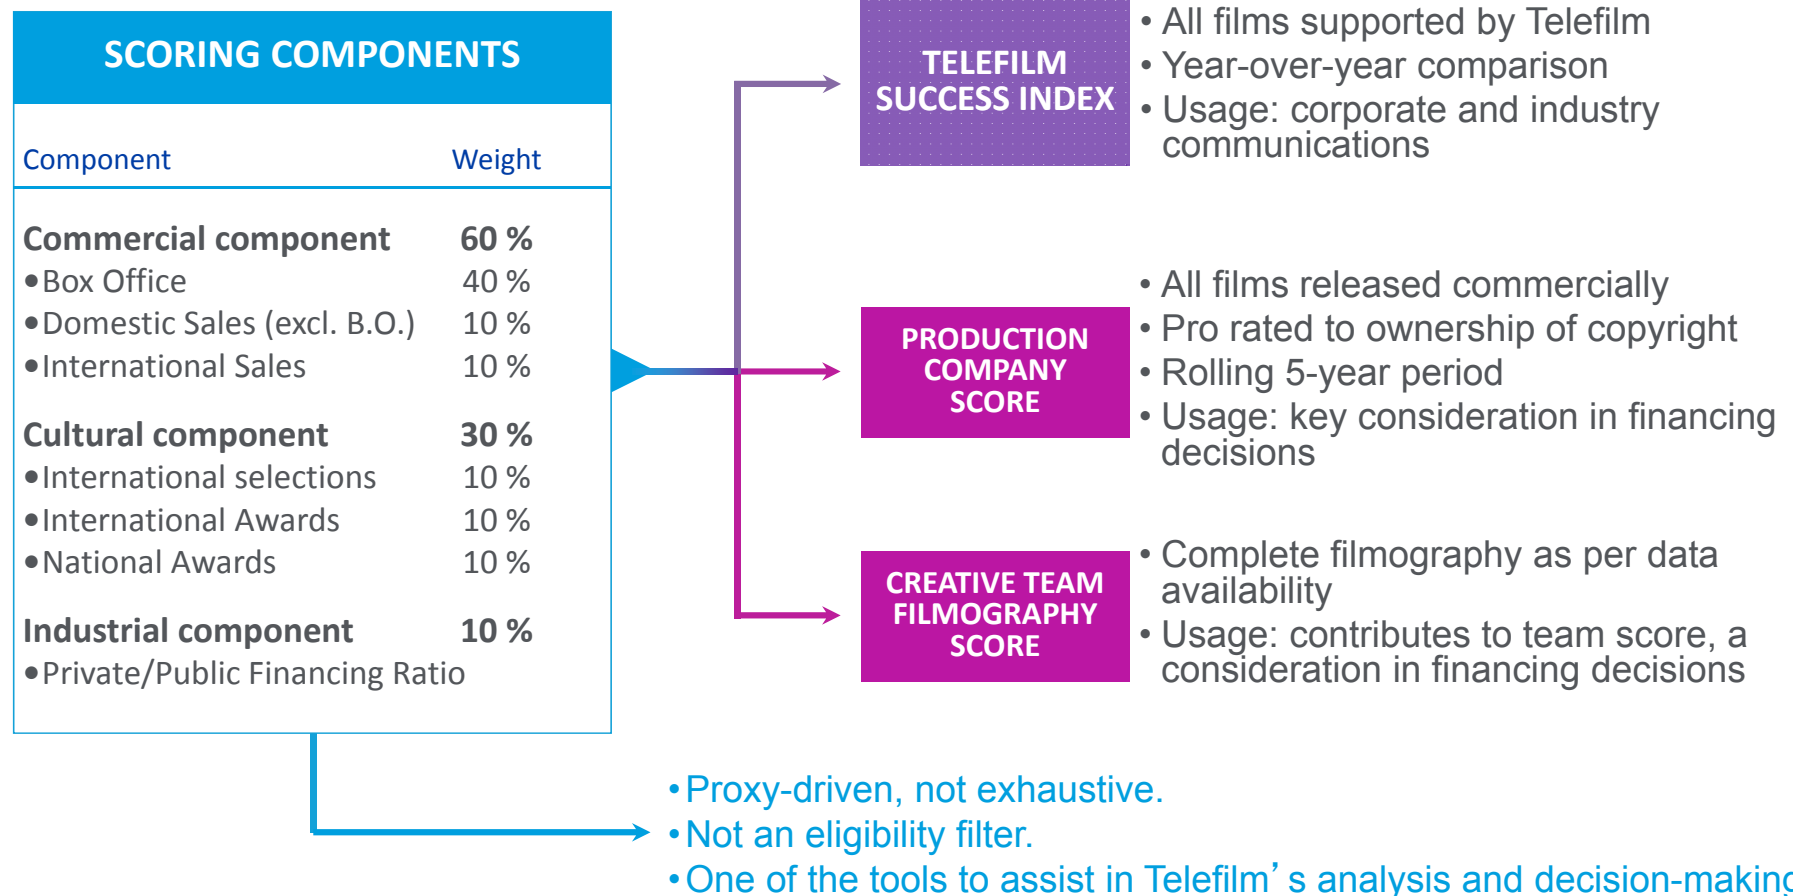 SCORING COMPONENTS
Component Weight
Commercial component 60 %
•Box Office 40 %
•Domestic Sales (excl. B.O.) 10 %
•International Sales 10 %
Cultural component 30 %
•International selections 10 %
•International Awards 10 %
•National Awards 10 %
Industrial component 10 %
•Private/Public Financing Ratio
TELEFILM
SUCCESS INDEX
• All films supported by Telefilm
• Year-over-year comparison
• Usage: corporate and industry
communications
PRODUCTION
COMPANY
SCORE
• All films released commercially
• Pro rated to ownership of copyright
• Rolling 5-year period
• Usage: key consideration in financing
decisions
CREATIVE TEAM
FILMOGRAPHY
SCORE
• Complete filmography as per data
availability
• Usage: contributes to team score, a
consideration in financing decisions
•Proxy-driven, not exhaustive.
•Not an eligibility filter.
•One of the tools to assist in Telefilm’s analysis and decision-making